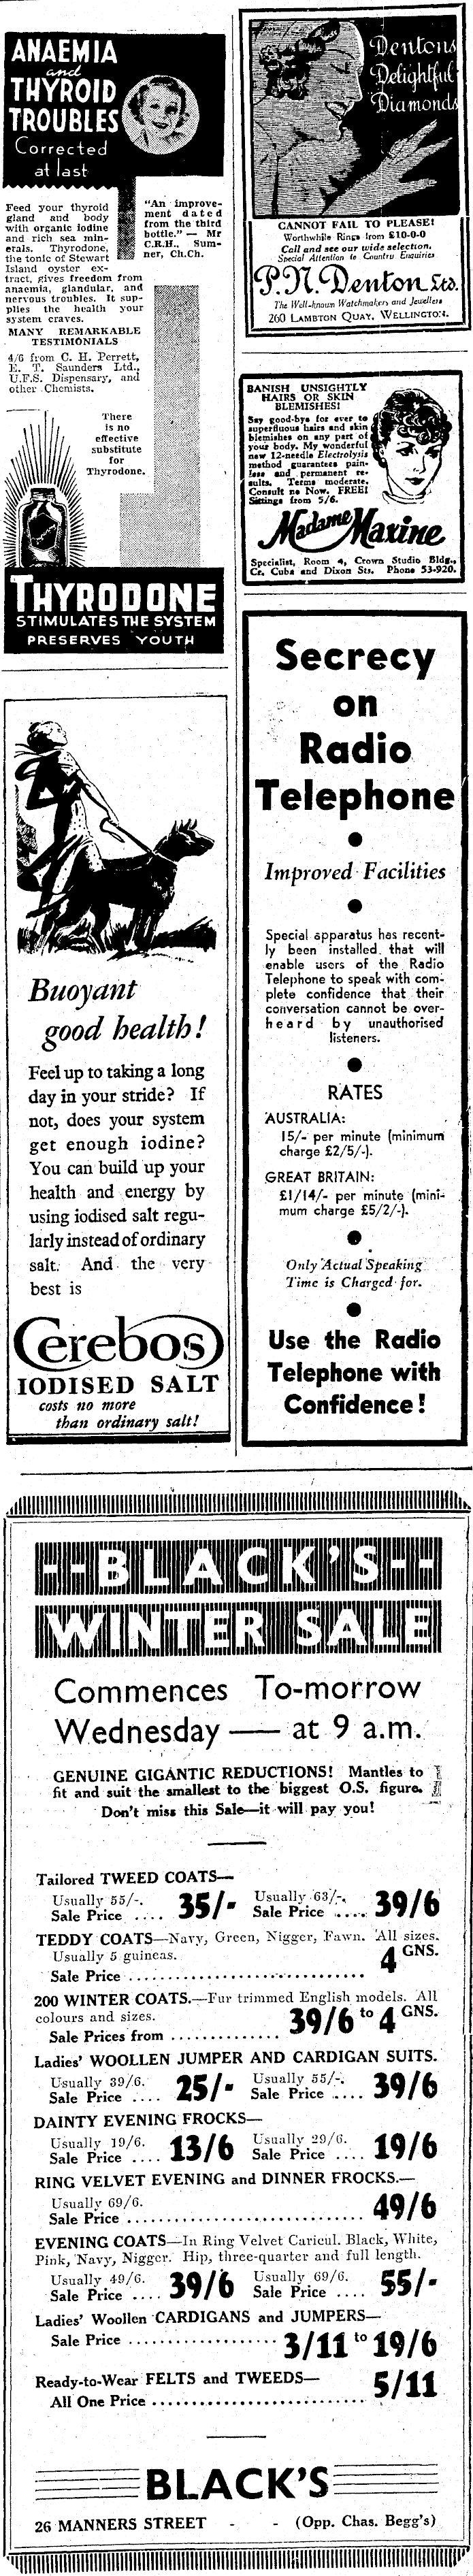 ANAEMIA
and
THYROID
TROUBLES
Corrected
at last
Feed your thyroid
gland and body
with organic iodine
and rich sea min-
erals. Thyrodone,
the tonic of Stewart
Island oyster ex-
tract, gives freedom from
anaemia, glandular, and
nervous troubles. It sup-
plies the health your
system craves.
MANY REMARKABLE
TESTIMONIALS
4/6 from C. H. Perrett,
E. T. Saunders Ltd.,
U.F.S. Dispensary, and
other Chemists.
"An improve-
ment dated
from the third
bottle." — Mr
C.R.H., Sum-
ner, Ch.Ch.
There
is no
effective
substitute
for
Thyrodone.
THYRODONE
STIMULATES THE SYSTEM
PRESERVES YOUTH
Buoyant
good health!
Feel up to taking a long
day in your stride? If
not, does your system
get enough iodine?
You can build up your
health and energy by
using iodised salt regu-
larly instead of ordinary
salt. And the very
best is
Cerebos
IODISED SALT
costs no more
than ordinary salt!
Dentons
Delightful
Diamonds
CANNOT FAIL TO PLEASE!
Worthwhile Rings from £10-0-0
Call and see our wide selection.
Special Attention to Country Enquiries
P.N. Denton Ltd.
The Well-known Watchmakers and Jewellers
260 LAMBTON QUAY, WELLINGTON.
BANISH UNSIGHTLY
HAIRS OR SKIN
BLEMISHES!
Say good-bye for ever to
superfluous hairs and skin
blemishes on any part of
your body. My wonderful
new 12-needle Electrolysis
method guarantees pain-
less and permanent re-
sults. Terms moderate.
Consult me Now, FREE!
Sittings from 5/6.
Madame Maxine
Specialist, Room 4, Crown Studio Bldg.,
Cr. Cuba and Dixon Sts. Phone 53-920.
Secrecy
on
Radio
Telephone
Improved Facilities
Special apparatus has recent-
ly been installed that will
enable users of the Radio
Telephone to speak with com-
plete confidence that their
conversation cannot be over-
heard by unauthorised
listeners.
RATES
AUSTRALIA:
15/- per minute (minimum
charge £2/5/-).
GREAT BRITAIN:
£1/14/- per minute (mini-
mum charge £5/2/-).
Only Actual Speaking
Time is Charged for.
Use the Radio
Telephone with
Confidence!
--BLACK'S--
WINTER SALE
Commences To-morrow
Wednesday — at 9 a.m.
GENUINE GIGANTIC REDUCTIONS! Mantles to
fit and suit the smallest to the biggest O.S. figure.
Don't miss this Sale—it will pay you!
Tailored TWEED COATS—
Usually 55/-. Usually 63/-.
Sale Price .... 35/- Sale Price .... 39/6
TEDDY COATS—Navy, Green, Nigger, Fawn. All sizes.
Usually 5 guineas.
Sale Price .............................. 4 GNS.
200 WINTER COATS.—Fur trimmed English models. All
colours and sizes.
Sale Prices from .............. 39/6 to 4 GNS.
Ladies' WOOLLEN JUMPER AND CARDIGAN SUITS.
Usually 39/6. Usually 55/-.
Sale Price .... 25/- Sale Price .... 39/6
DAINTY EVENING FROCKS—
Usually 19/6. Usually 29/6.
Sale Price .... 13/6 Sale Price .... 19/6
RING VELVET EVENING and DINNER FROCKS.—
Usually 69/6.
Sale Price .............................. 49/6
EVENING COATS—In Ring Velvet Caricul. Black, White,
Pink, Navy, Nigger. Hip, three-quarter and full length.
Usually 49/6. Usually 69/6.
Sale Price .... 39/6 Sale Price .... 55/-
Ladies' Woollen CARDIGANS and JUMPERS—
Sale Price ................... 3/11 to 19/6
Ready-to-Wear FELTS and TWEEDS—
All One Price ........................... 5/11
BLACK'S
26 MANNERS STREET - - (Opp. Chas. Begg's)